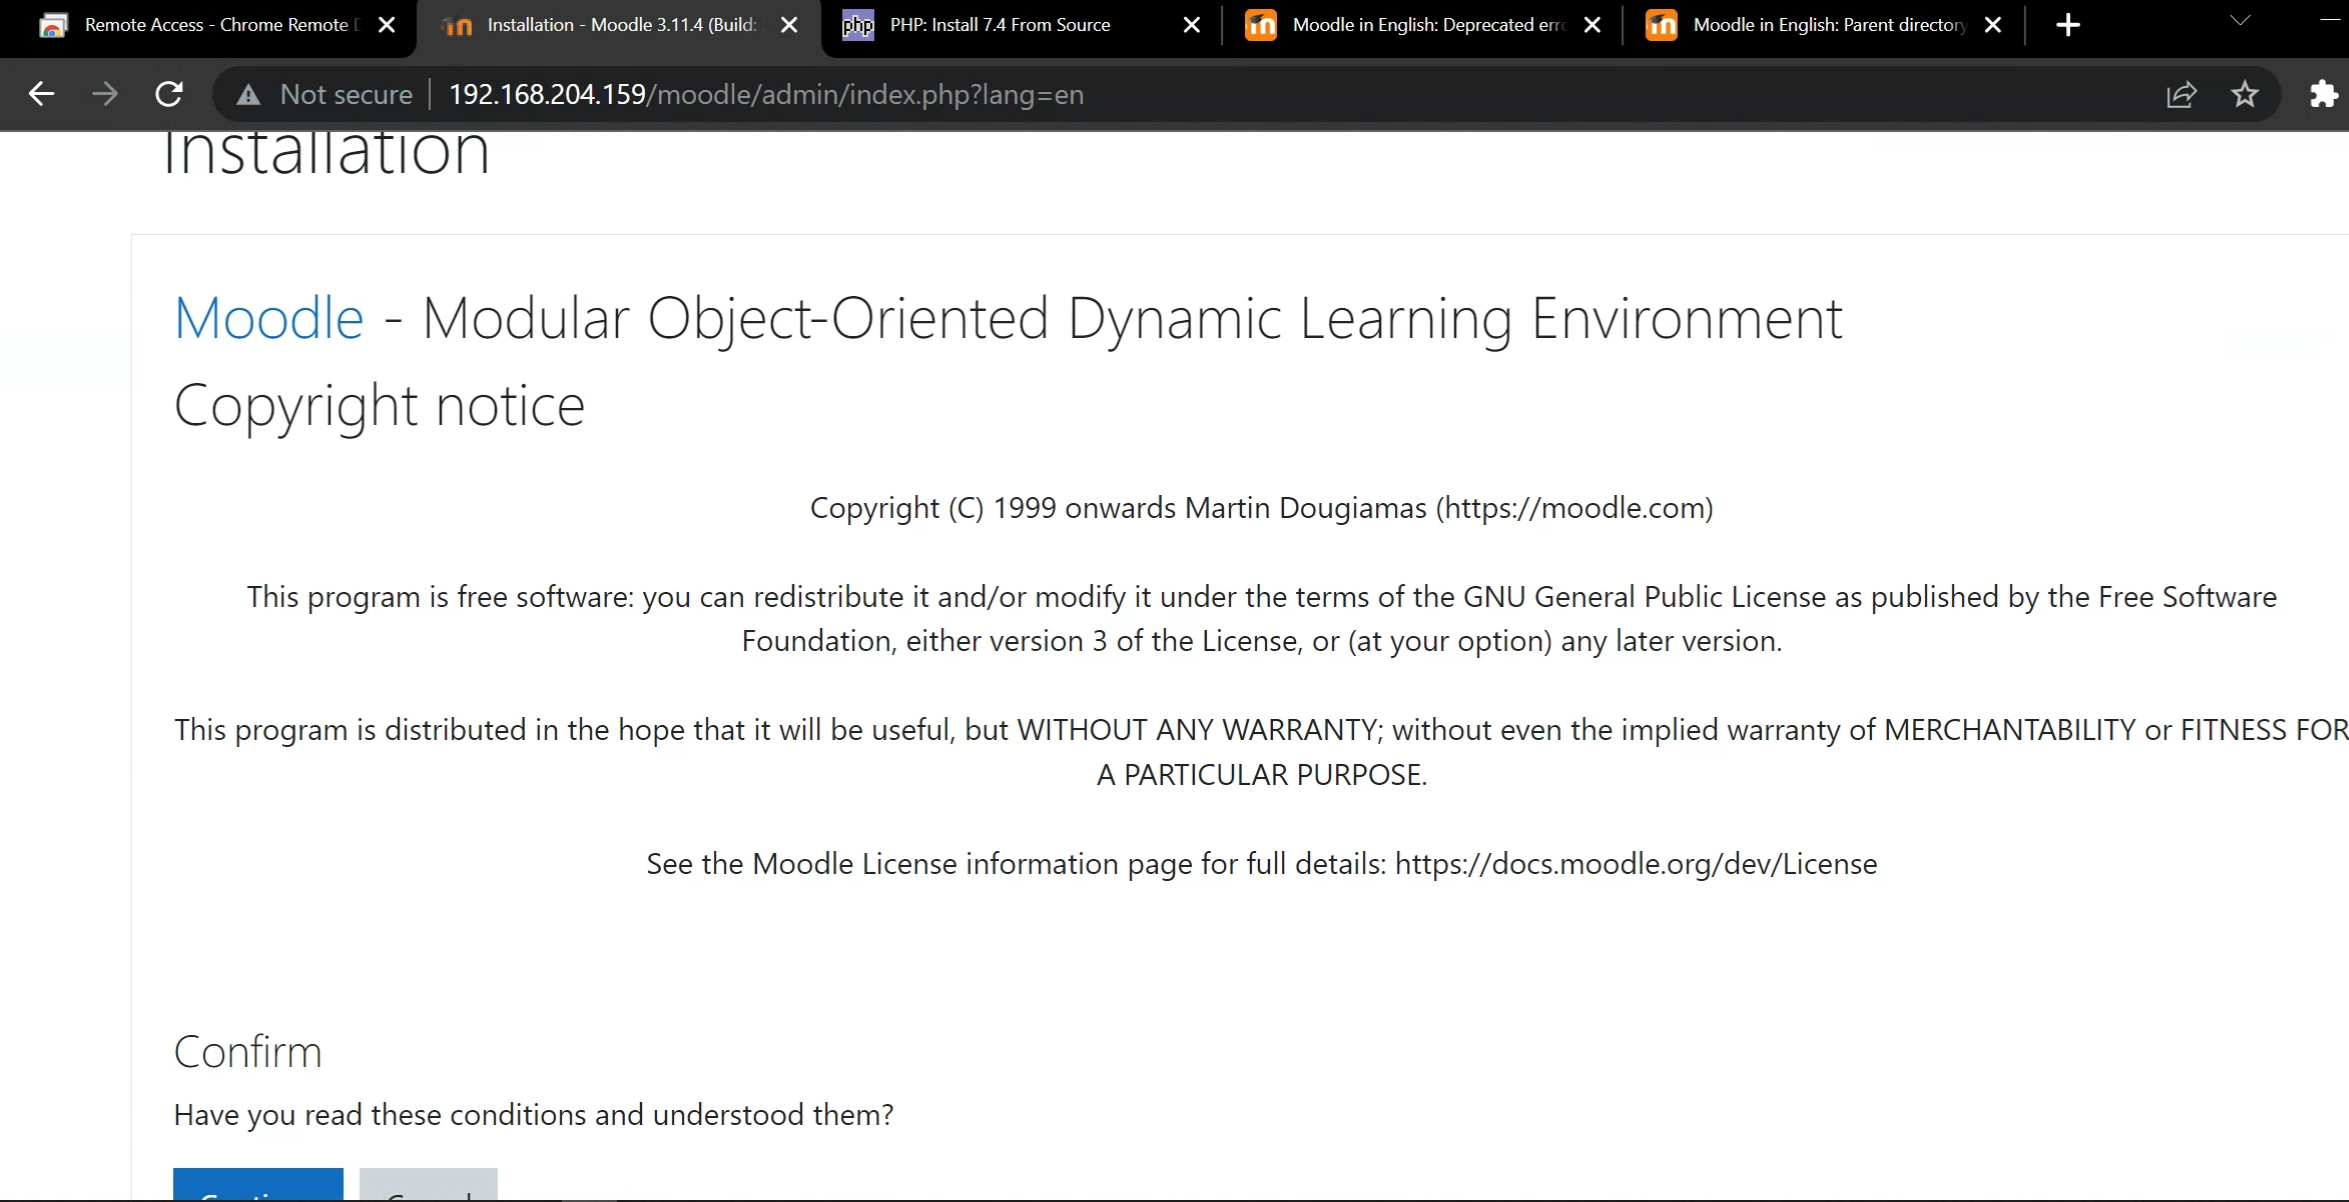 Remote Access - Chrome Remote
Installation - Moodle 3.11.4 (Build:
php PHP: Install 7.4 From Source
Moodle in English: Deprecated erro
Moodle in English: Parent directory
Not secure 192.168.204.159/moodle/admin/index.php?lang=en
Installation
Moodle - Modular Object-Oriented Dynamic Learning Environment
Copyright notice
Copyright (C) 1999 onwards Martin Dougiamas (https://moodle.com)
This program is free software: you can redistribute it and/or modify it under the terms of the GNU General Public License as published by the Free Software
Foundation, either version 3 of the License, or (at your option) any later version.
This program is distributed in the hope that it will be useful, but WITHOUT ANY WARRANTY; without even the implied warranty of MERCHANTABILITY or FITNESS FOR
A PARTICULAR PURPOSE.
See the Moodle License information page for full details: https://docs.moodle.org/dev/License
Confirm
Have you read these conditions and understood them?